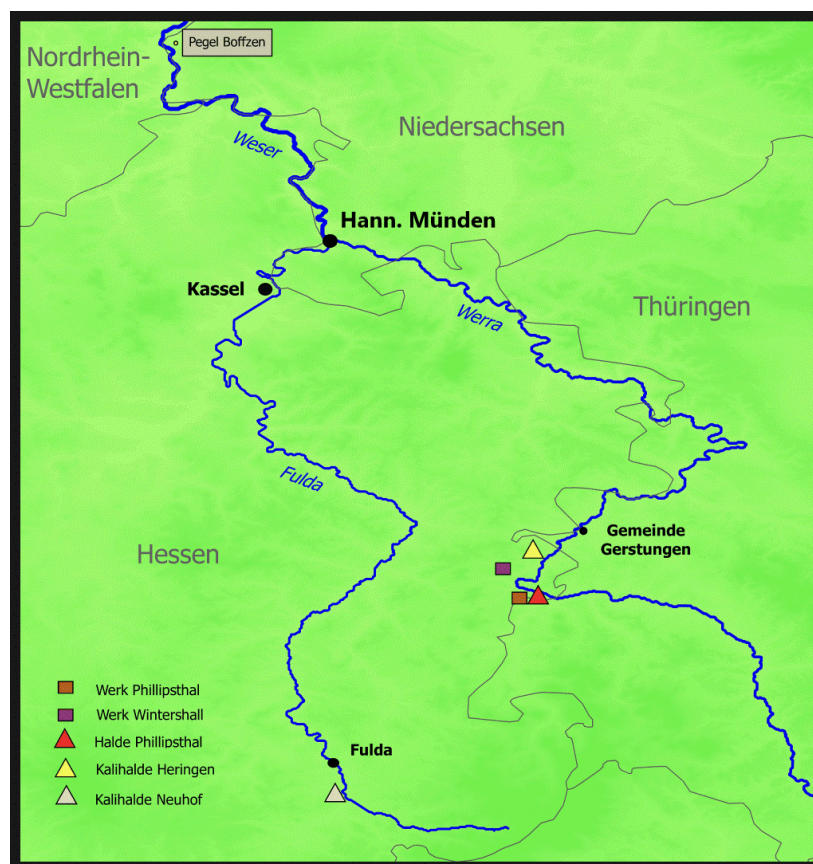 Pegel Boffzen
Nordrhein-
Westfalen
Niedersachsen
Weser
Hann. Münden
Kassel
Thüringen
Werra
Fulda
Gemeinde
Gerstungen
Hessen
Werk Phillipsthal
Werk Wintershall
Halde Phillipsthal
Fulda
Kalihalde Heringen
Kalihalde Neuhof